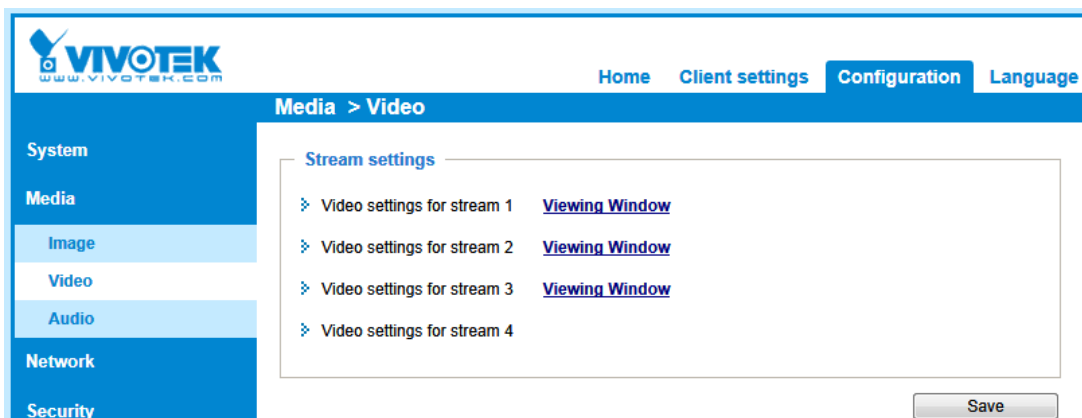 VIVOTEK
www.vivotek.com
Home Client settings Configuration Language
Media > Video
System
Media
Image
Video
Audio
Network
Security
Stream settings
Video settings for stream 1 Viewing Window
Video settings for stream 2 Viewing Window
Video settings for stream 3 Viewing Window
Video settings for stream 4
Save